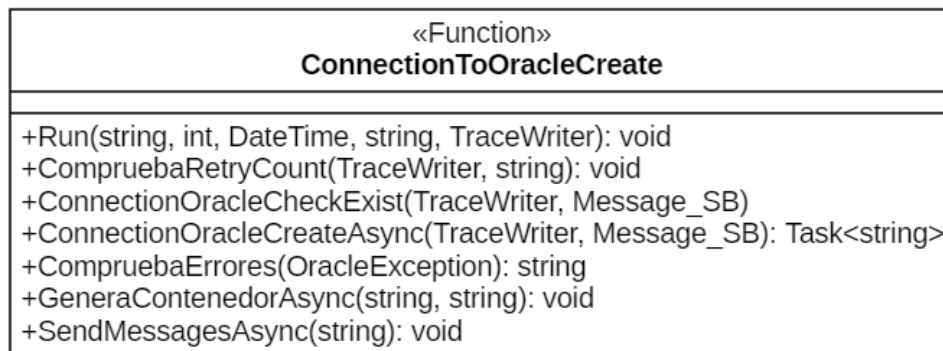 «Function»
ConnectionToOracleCreate
+Run(string, int, DateTime, string, TraceWriter): void
+CompruebaRetryCount(TraceWriter, string): void
+ConnectionOracleCheckExist(TraceWriter, Message_SB)
+ConnectionOracleCreateAsync(TraceWriter, Message_SB): Task<string>
+CompruebaErrores(OracleException): string
+GeneraContenedorAsync(string, string): void
+SendMessagesAsync(string): void